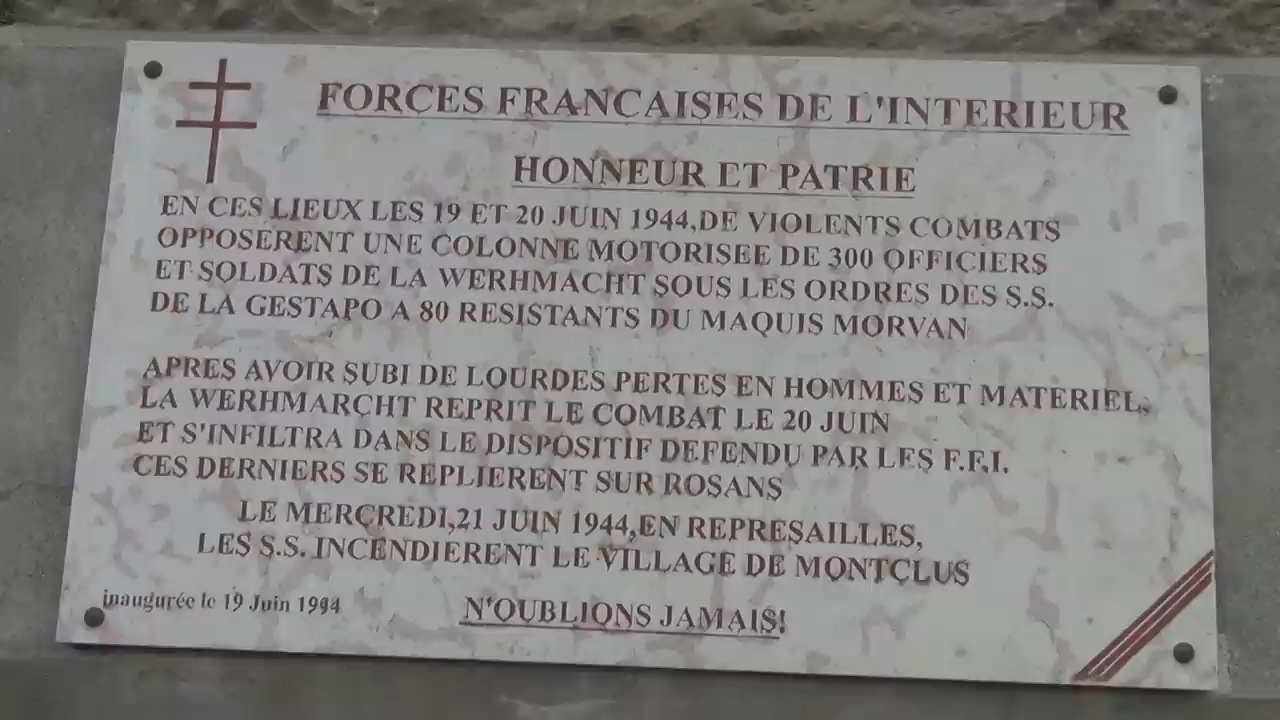 FORCES FRANCAISES DE L'INTERIEUR
HONNEUR ET PATRIE
EN CES LIEUX LES 19 ET 20 JUIN 1944,DE VIOLENTS COMBATS
OPPOSERENT UNE COLONNE MOTORISEE DE 300 OFFICIERS
ET SOLDATS DE LA WERHMACHT SOUS LES ORDRES DES S.S.
DE LA GESTAPO A 80 RESISTANTS DU MAQUIS MORVAN
APRES AVOIR SUBI DE LOURDES PERTES EN HOMMES ET MATERIEL,
LA WERHMARCHT REPRIT LE COMBAT LE 20 JUIN
ET S'INFILTRA DANS LE DISPOSITIF DEFENDU PAR LES F.F.I.
CES DERNIERS SE REPLIERENT SUR ROSANS
LE MERCREDI,21 JUIN 1944,EN REPRESAILLES,
LES S.S. INCENDIERENT LE VILLAGE DE MONTCLUS
inaugurée le 19 Juin 1994
N'OUBLIONS JAMAIS!